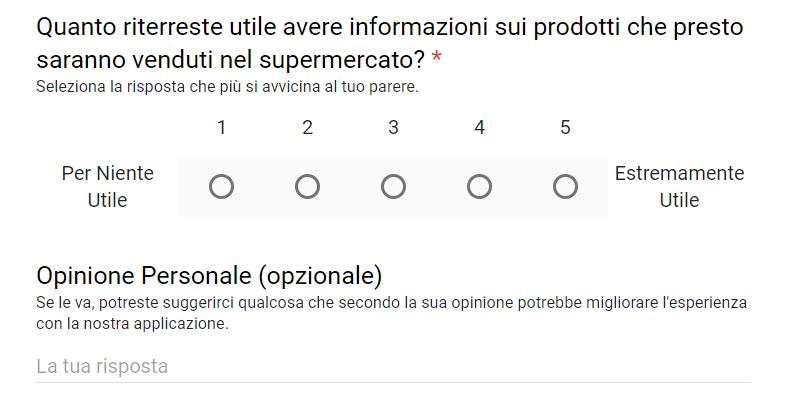 Quanto riterreste utile avere informazioni sui prodotti che presto
saranno venduti nel supermercato? *
Seleziona la risposta che più si avvicina al tuo parere.
1 2 3 4 5
Per Niente
Utile
Estremamente
Utile
Opinione Personale (opzionale)
Se le va, potreste suggerirci qualcosa che secondo la sua opinione potrebbe migliorare l'esperienza
con la nostra applicazione.
La tua risposta